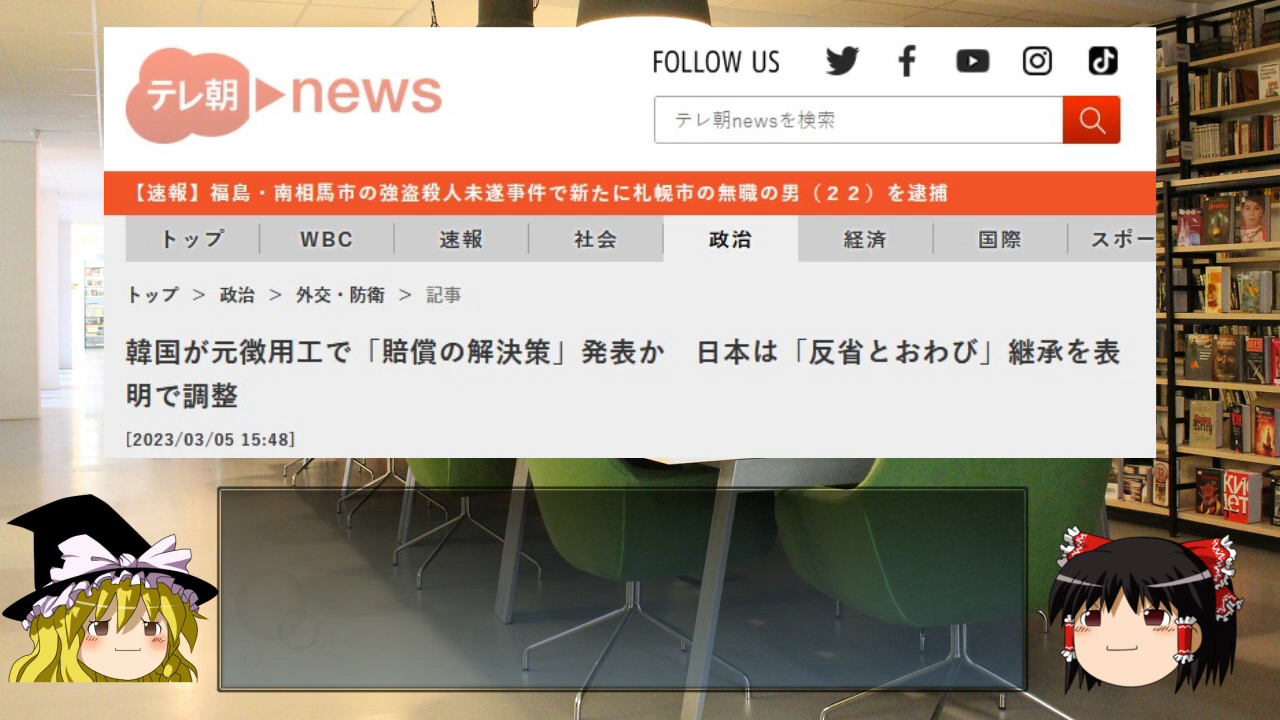 テレ朝 news
FOLLOW US
テレ朝newsを検索
【速報】福島・南相馬市の強盗殺人未遂事件で新たに札幌市の無職の男（２２）を逮捕
トップ
WBC
速報
社会
政治
経済
国際
スポー
トップ > 政治 > 外交・防衛 > 記事
韓国が元徴用工で「賠償の解決策」発表か　日本は「反省とおわび」継承を表
明で調整
[2023/03/05 15:48]